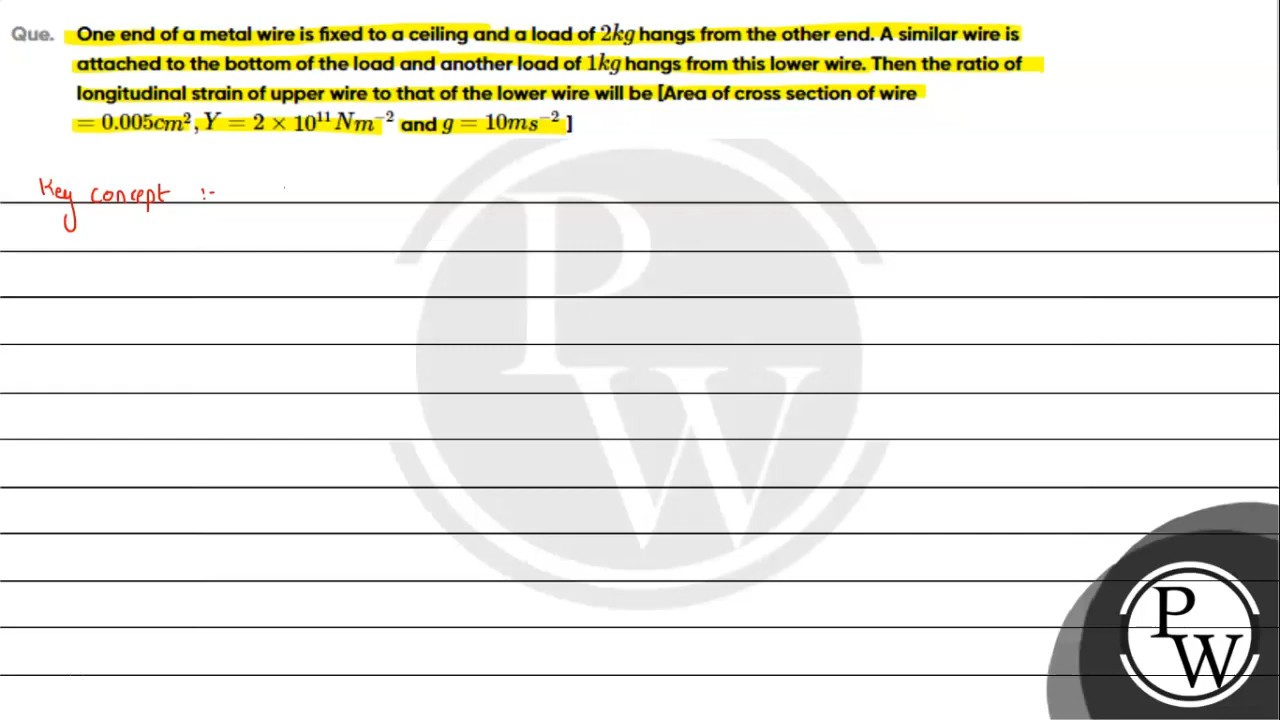 Que. One end of a metal wire is fixed to a ceiling and a load of 2kg hangs from the other end. A similar wire is
attached to the bottom of the load and another load of 1kg hangs from this lower wire. Then the ratio of
longitudinal strain of upper wire to that of the lower wire will be [Area of cross section of wire
= 0.005cm², Y = 2 × 10¹¹ Nm⁻² and g = 10ms⁻² ]
Key concept :-
PW
PW